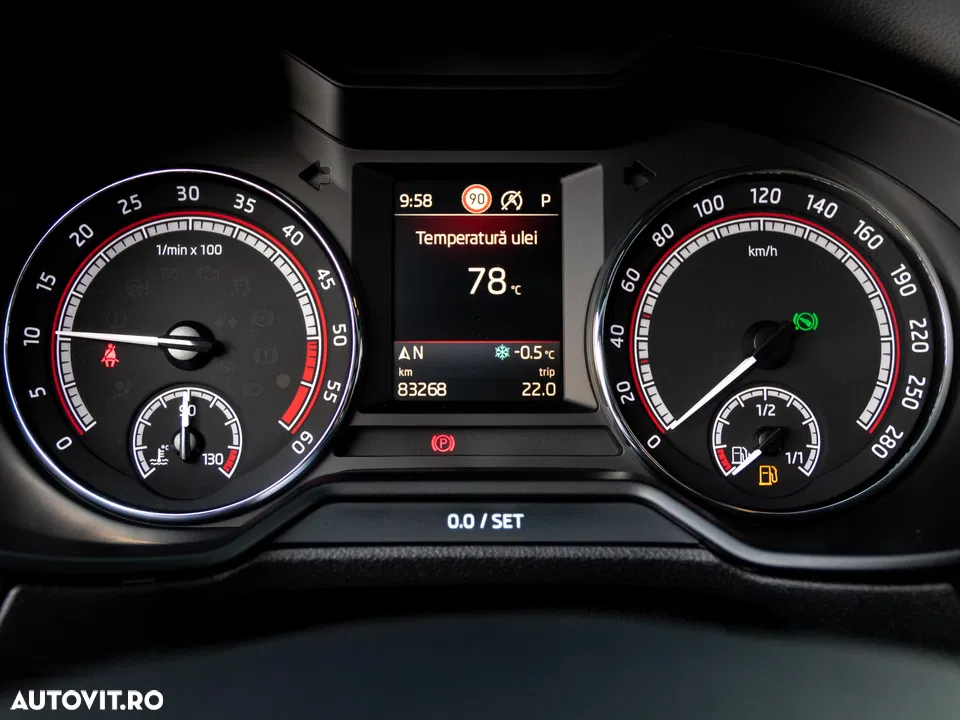 9:58 90 P
Temperatură ulei
78 °C
N -0.5 °C
km trip
83268 22.0
0 5 10 15 20 25 30 35 40 45 50 55 60
1/min x 100
90 130 °C
0 20 40 60 80 100 120 140 160 190 220 250 280
km/h
1/2 1/1
P
0.0 / SET
AUTOVIT.RO